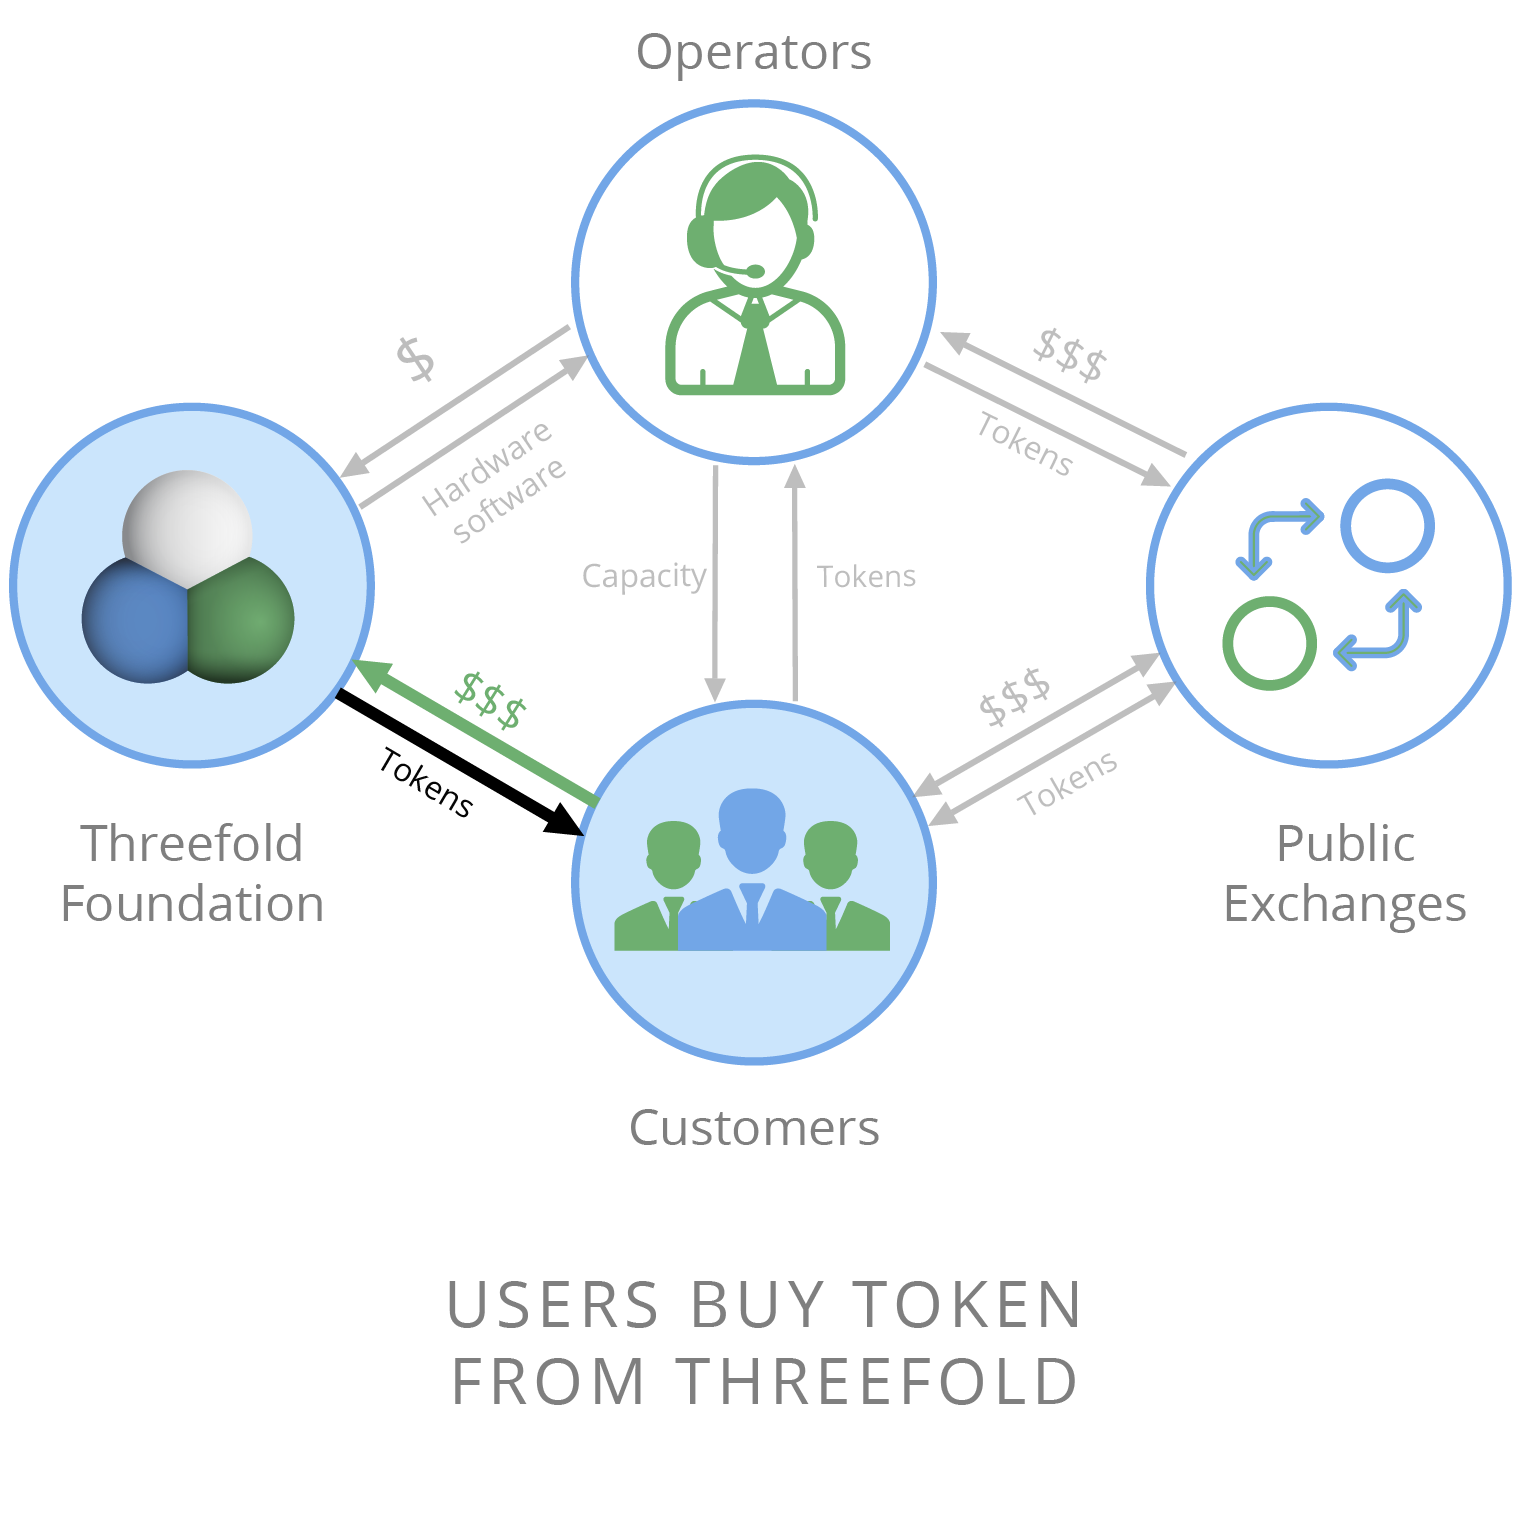 Operators
$
Hardware
software
$$$
Tokens
Capacity
Tokens
$$$
Tokens
$$$
Tokens
Threefold
Foundation
Public
Exchanges
Customers
USERS BUY TOKEN
FROM THREEFOLD